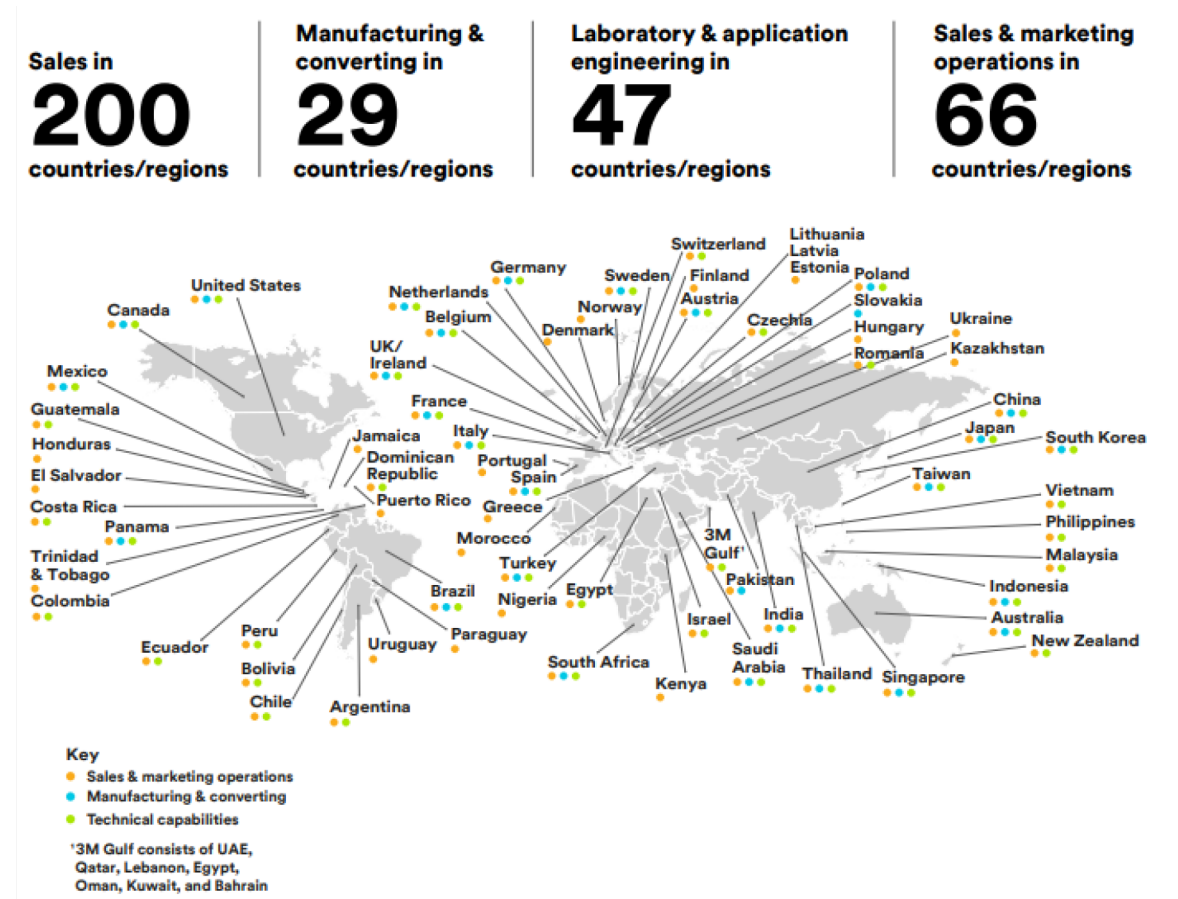 Sales in
200
countries/regions
Manufacturing &
converting in
29
countries/regions
Laboratory & application
engineering in
47
countries/regions
Sales & marketing
operations in
66
countries/regions
United States
Canada
Mexico
Guatemala
Honduras
El Salvador
Costa Rica
Panama
Trinidad
& Tobago
Colombia
Ecuador
Peru
Bolivia
Chile
Argentina
Uruguay
Paraguay
Brazil
Jamaica
Dominican
Republic
Puerto Rico
Germany
Netherlands
Belgium
UK/
Ireland
France
Italy
Portugal
Spain
Greece
Morocco
Turkey
Nigeria
Egypt
South Africa
Kenya
Israel
Saudi
Arabia
3M
Gulf¹
Pakistan
India
Thailand
Singapore
Switzerland
Sweden
Finland
Norway
Austria
Denmark
Lithuania
Latvia
Estonia
Poland
Slovakia
Czechia
Hungary
Romania
Ukraine
Kazakhstan
China
Japan
South Korea
Taiwan
Vietnam
Philippines
Malaysia
Indonesia
Australia
New Zealand
Key
Sales & marketing operations
Manufacturing & converting
Technical capabilities
¹3M Gulf consists of UAE,
Qatar, Lebanon, Egypt,
Oman, Kuwait, and Bahrain